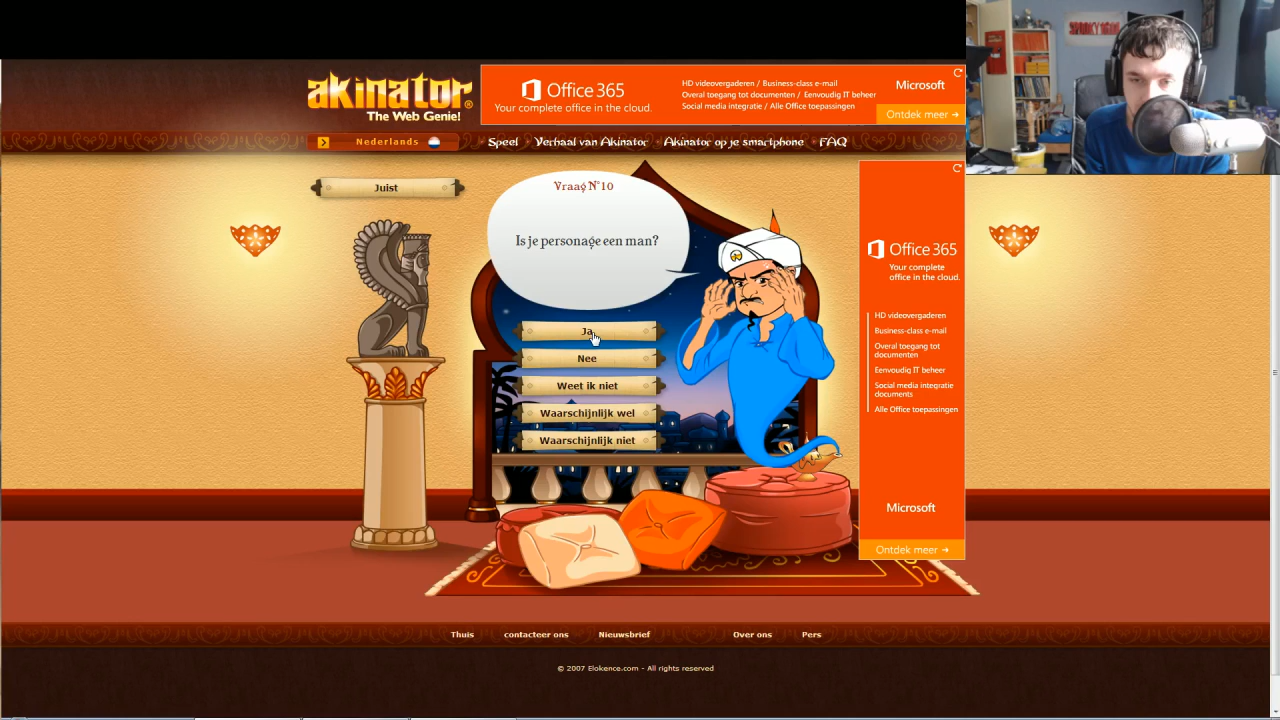 akinator®
The Web Genie!
Office 365
Your complete office in the cloud.
HD videovergaderen / Business-class e-mail
Overal toegang tot documenten / Eenvoudig IT beheer
Social media integratie / Alle Office toepassingen
Microsoft
Ontdek meer →
Nederlands
Speel
Verhaal van Akinator
Akinator op je smartphone
FAQ
Juist
Vraag N°10
Is je personage een man?
Ja
Nee
Weet ik niet
Waarschijnlijk wel
Waarschijnlijk niet
Office 365
Your complete
office in the cloud.
HD videovergaderen
Business-class e-mail
Overal toegang tot
documenten
Eenvoudig IT beheer
Social media integratie
documents
Alle Office toepassingen
Microsoft
Ontdek meer →
Thuis
contacteer ons
Nieuwsbrief
Over ons
Pers
© 2007 Elokence.com - All rights reserved